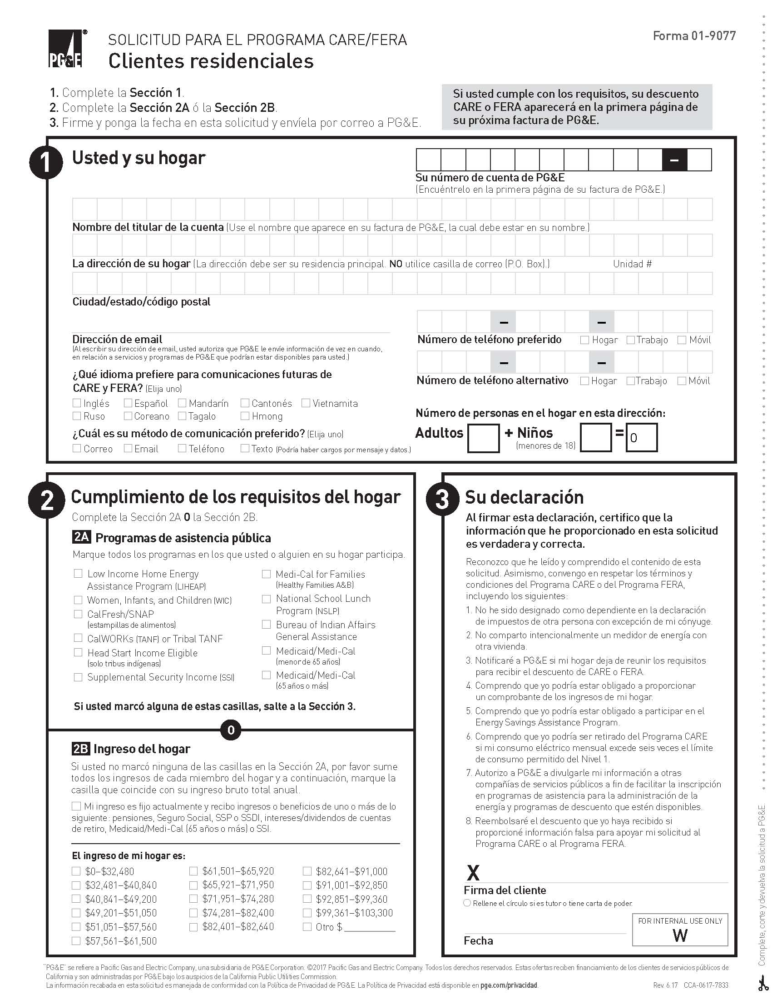 PG&E®
SOLICITUD PARA EL PROGRAMA CARE/FERA
Clientes residenciales
Forma 01-9077
1. Complete la Sección 1.
2. Complete la Sección 2A ó la Sección 2B.
3. Firme y ponga la fecha en esta solicitud y envíela por correo a PG&E.
Si usted cumple con los requisitos, su descuento
CARE o FERA aparecerá en la primera página de
su próxima factura de PG&E.
1 Usted y su hogar
–
Su número de cuenta de PG&E
(Encuéntrelo en la primera página de su factura de PG&E.)
Nombre del titular de la cuenta (Use el nombre que aparece en su factura de PG&E, la cual debe estar en su nombre.)
La dirección de su hogar (La dirección debe ser su residencia principal. NO utilice casilla de correo (P.O. Box).) Unidad #
Ciudad/estado/código postal
Dirección de email
(Al escribir su dirección de email, usted autoriza que PG&E le envíe información de vez en cuando,
en relación a servicios y programas de PG&E que podrían estar disponibles para usted.)
– –
Número de teléfono preferido Hogar Trabajo Móvil
– –
Número de teléfono alternativo Hogar Trabajo Móvil
¿Qué idioma prefiere para comunicaciones futuras de
CARE y FERA? (Elija uno)
Inglés Español Mandarín Cantonés Vietnamita
Ruso Coreano Tagalo Hmong
¿Cuál es su método de comunicación preferido? (Elija uno)
Correo Email Teléfono Texto (Podría haber cargos por mensaje y datos.)
Número de personas en el hogar en esta dirección:
Adultos + Niños = 0
(menores de 18)
2 Cumplimiento de los requisitos del hogar
Complete la Sección 2A O la Sección 2B.
2A Programas de asistencia pública
Marque todos los programas en los que usted o alguien en su hogar participa.
Low Income Home Energy
Assistance Program (LIHEAP)
Women, Infants, and Children (WIC)
CalFresh/SNAP
(estampillas de alimentos)
CalWORKs (TANF) or Tribal TANF
Head Start Income Eligible
(solo tribus indígenas)
Supplemental Security Income (SSI)
Medi-Cal for Families
(Healthy Families A&B)
National School Lunch
Program (NSLP)
Bureau of Indian Affairs
General Assistance
Medicaid/Medi-Cal
(menor de 65 años)
Medicaid/Medi-Cal
(65 años o más)
Si usted marcó alguna de estas casillas, salte a la Sección 3.
O
2B Ingreso del hogar
Si usted no marcó ninguna de las casillas en la Sección 2A, por favor sume
todos los ingresos de cada miembro del hogar y a continuación, marque la
casilla que coincide con su ingreso bruto total anual.
Mi ingreso es fijo actualmente y recibo ingresos o beneficios de uno o más de lo
siguiente: pensiones, Seguro Social, SSP o SSDI, intereses/dividendos de cuentas
de retiro, Medicaid/Medi-Cal (65 años o más) o SSI.
El ingreso de mi hogar es:
$0–$32,480
$32,481–$40,840
$40,841–$49,200
$49,201–$51,050
$51,051–$57,560
$57,561–$61,500
$61,501–$65,920
$65,921–$71,950
$71,951–$74,280
$74,281–$82,400
$82,401–$82,640
$82,641–$91,000
$91,001–$92,850
$92,851–$99,360
$99,361–$103,300
Otro $
3 Su declaración
Al firmar esta declaración, certifico que la
información que he proporcionado en esta solicitud
es verdadera y correcta.
Reconozco que he leído y comprendido el contenido de esta
solicitud. Asimismo, convengo en respetar los términos y
condiciones del Programa CARE o del Programa FERA,
incluyendo los siguientes:
1. No he sido designado como dependiente en la declaración
de impuestos de otra persona con excepción de mi cónyuge.
2. No comparto intencionalmente un medidor de energía con
otra vivienda.
3. Notificaré a PG&E si mi hogar deja de reunir los requisitos
para recibir el descuento de CARE o FERA.
4. Comprendo que yo podría estar obligado a proporcionar
un comprobante de los ingresos de mi hogar.
5. Comprendo que yo podría estar obligado a participar en el
Energy Savings Assistance Program.
6. Comprendo que yo podría ser retirado del Programa CARE
si mi consumo eléctrico mensual excede seis veces el límite
de consumo permitido del Nivel 1.
7. Autorizo a PG&E a divulgarle mi información a otras
compañías de servicios públicos a fin de facilitar la inscripción
en programas de asistencia para la administración de la
energía y programas de descuento que estén disponibles.
8. Reembolsaré el descuento que yo haya recibido si
proporcioné información falsa para apoyar mi solicitud al
Programa CARE o al Programa FERA.
X
Firma del cliente
Rellene el círculo si es tutor o tiene carta de poder.
Fecha
FOR INTERNAL USE ONLY
W
Complete, corte y devuelva la solicitud a PG&E.
"PG&E" se refiere a Pacific Gas and Electric Company, una subsidiaria de PG&E Corporation. ©2017 Pacific Gas and Electric Company. Todos los derechos reservados. Estas ofertas reciben financiamiento de los clientes de servicios públicos de
California y son administradas por PG&E bajo los auspicios de la California Public Utilities Commission.
La información recabada en esta solicitud es manejada de conformidad con la Política de Privacidad de PG&E. La Política de Privacidad está disponible en pge.com/privacidad.
Rev. 6.17 CCA-0617-7833